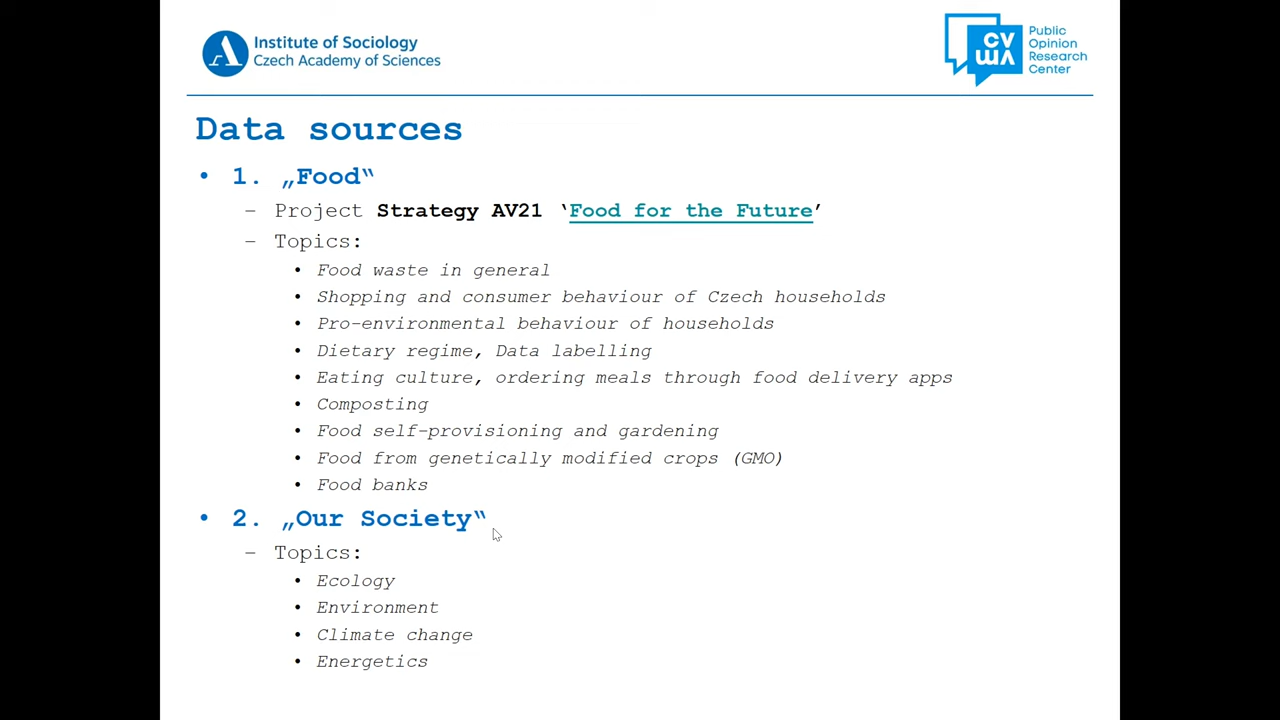 Institute of Sociology
Czech Academy of Sciences
CV
Public
Opinion
Research
Center
Data sources
• 1. „Food“
– Project Strategy AV21 ‘Food for the Future’
– Topics:
• Food waste in general
• Shopping and consumer behaviour of Czech households
• Pro-environmental behaviour of households
• Dietary regime, Data labelling
• Eating culture, ordering meals through food delivery apps
• Composting
• Food self-provisioning and gardening
• Food from genetically modified crops (GMO)
• Food banks
• 2. „Our Society“
– Topics:
• Ecology
• Environment
• Climate change
• Energetics